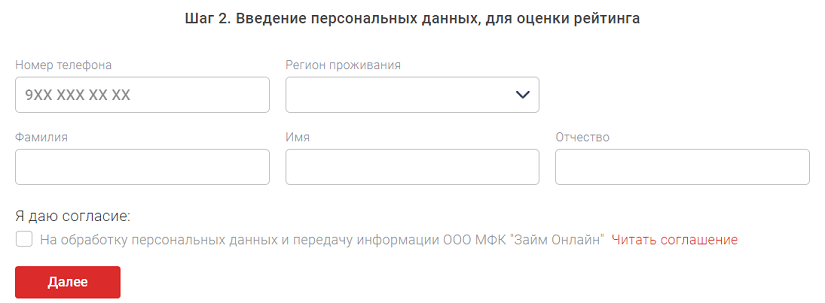 Шаг 2. Введение персональных данных, для оценки рейтинга
Номер телефона Регион проживания
9XX XXX XX XX
Фамилия Имя Отчество
Я даю согласие:
На обработку персональных данных и передачу информации ООО МФК "Займ Онлайн" Читать соглашение
Далее